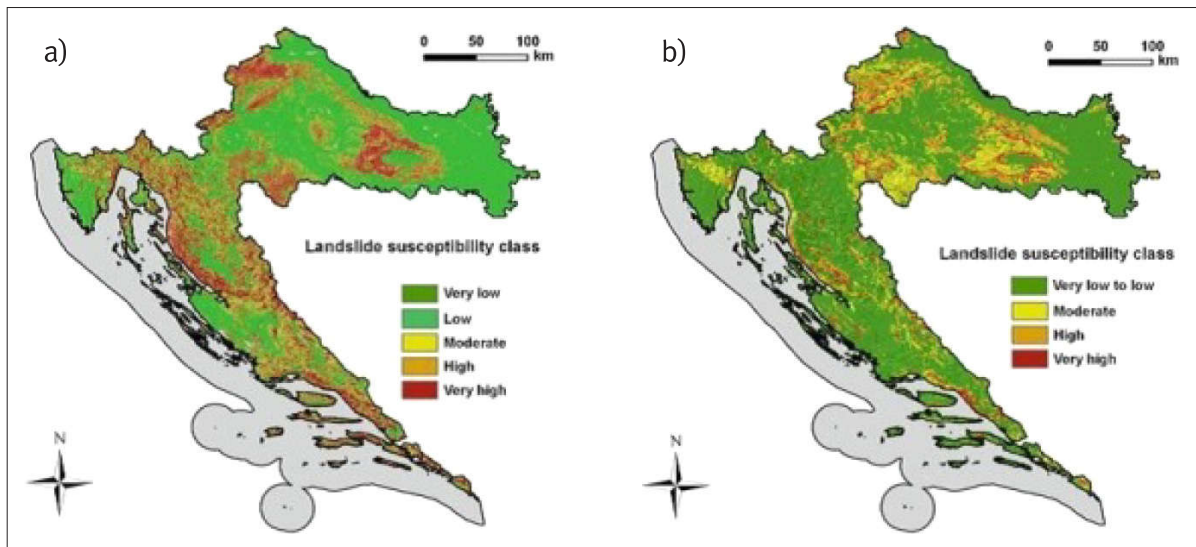 a)
0 50 100
km
Landslide susceptibility class
Very low
Low
Moderate
High
Very high
N
b)
0 50 100
km
Landslide susceptibility class
Very low to low
Moderate
High
Very high
N